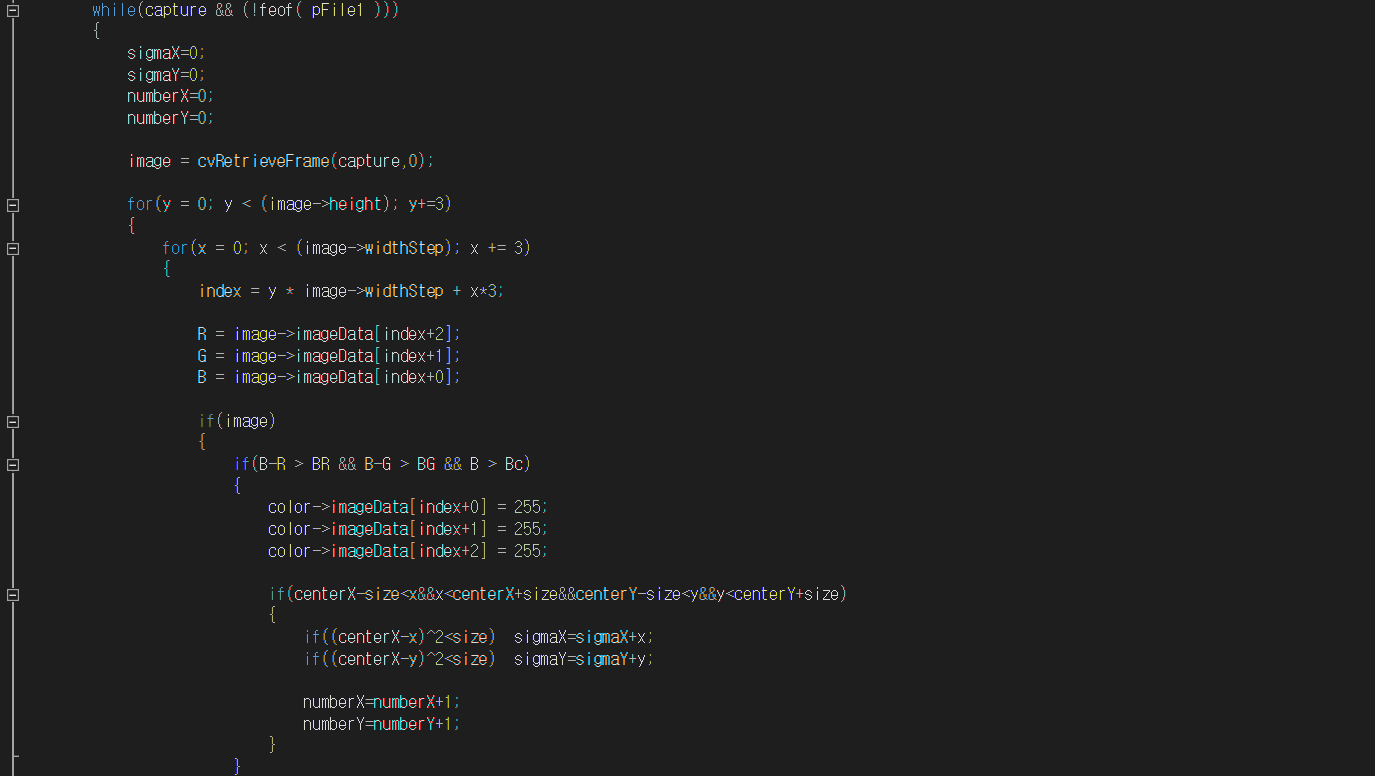 while(capture && (!feof( pFile1 )))
{
sigmaX=0;
sigmaY=0;
numberX=0;
numberY=0;
image = cvRetrieveFrame(capture,0);
for(y = 0; y < (image->height); y+=3)
{
for(x = 0; x < (image->widthStep); x += 3)
{
index = y * image->widthStep + x*3;
R = image->imageData[index+2];
G = image->imageData[index+1];
B = image->imageData[index+0];
if(image)
{
if(B-R > BR && B-G > BG && B > Bc)
{
color->imageData[index+0] = 255;
color->imageData[index+1] = 255;
color->imageData[index+2] = 255;
if(centerX-size<x&&x<centerX+size&&centerY-size<y&&y<centerY+size)
{
if((centerX-x)^2<size) sigmaX=sigmaX+x;
if((centerX-y)^2<size) sigmaY=sigmaY+y;
numberX=numberX+1;
numberY=numberY+1;
}
}